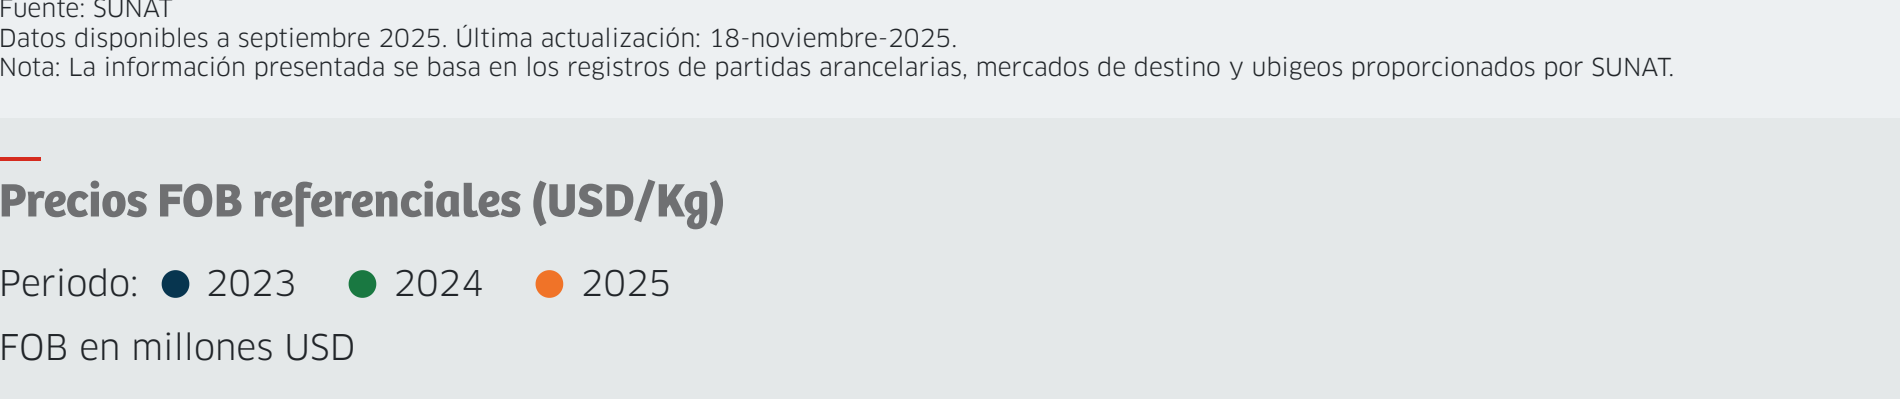 Fuente: SUNAT
Datos disponibles a septiembre 2025. Última actualización: 18-noviembre-2025.
Nota: La información presentada se basa en los registros de partidas arancelarias, mercados de destino y ubigeos proporcionados por SUNAT.
Precios FOB referenciales (USD/Kg)
Periodo: 2023 2024 2025
FOB en millones USD